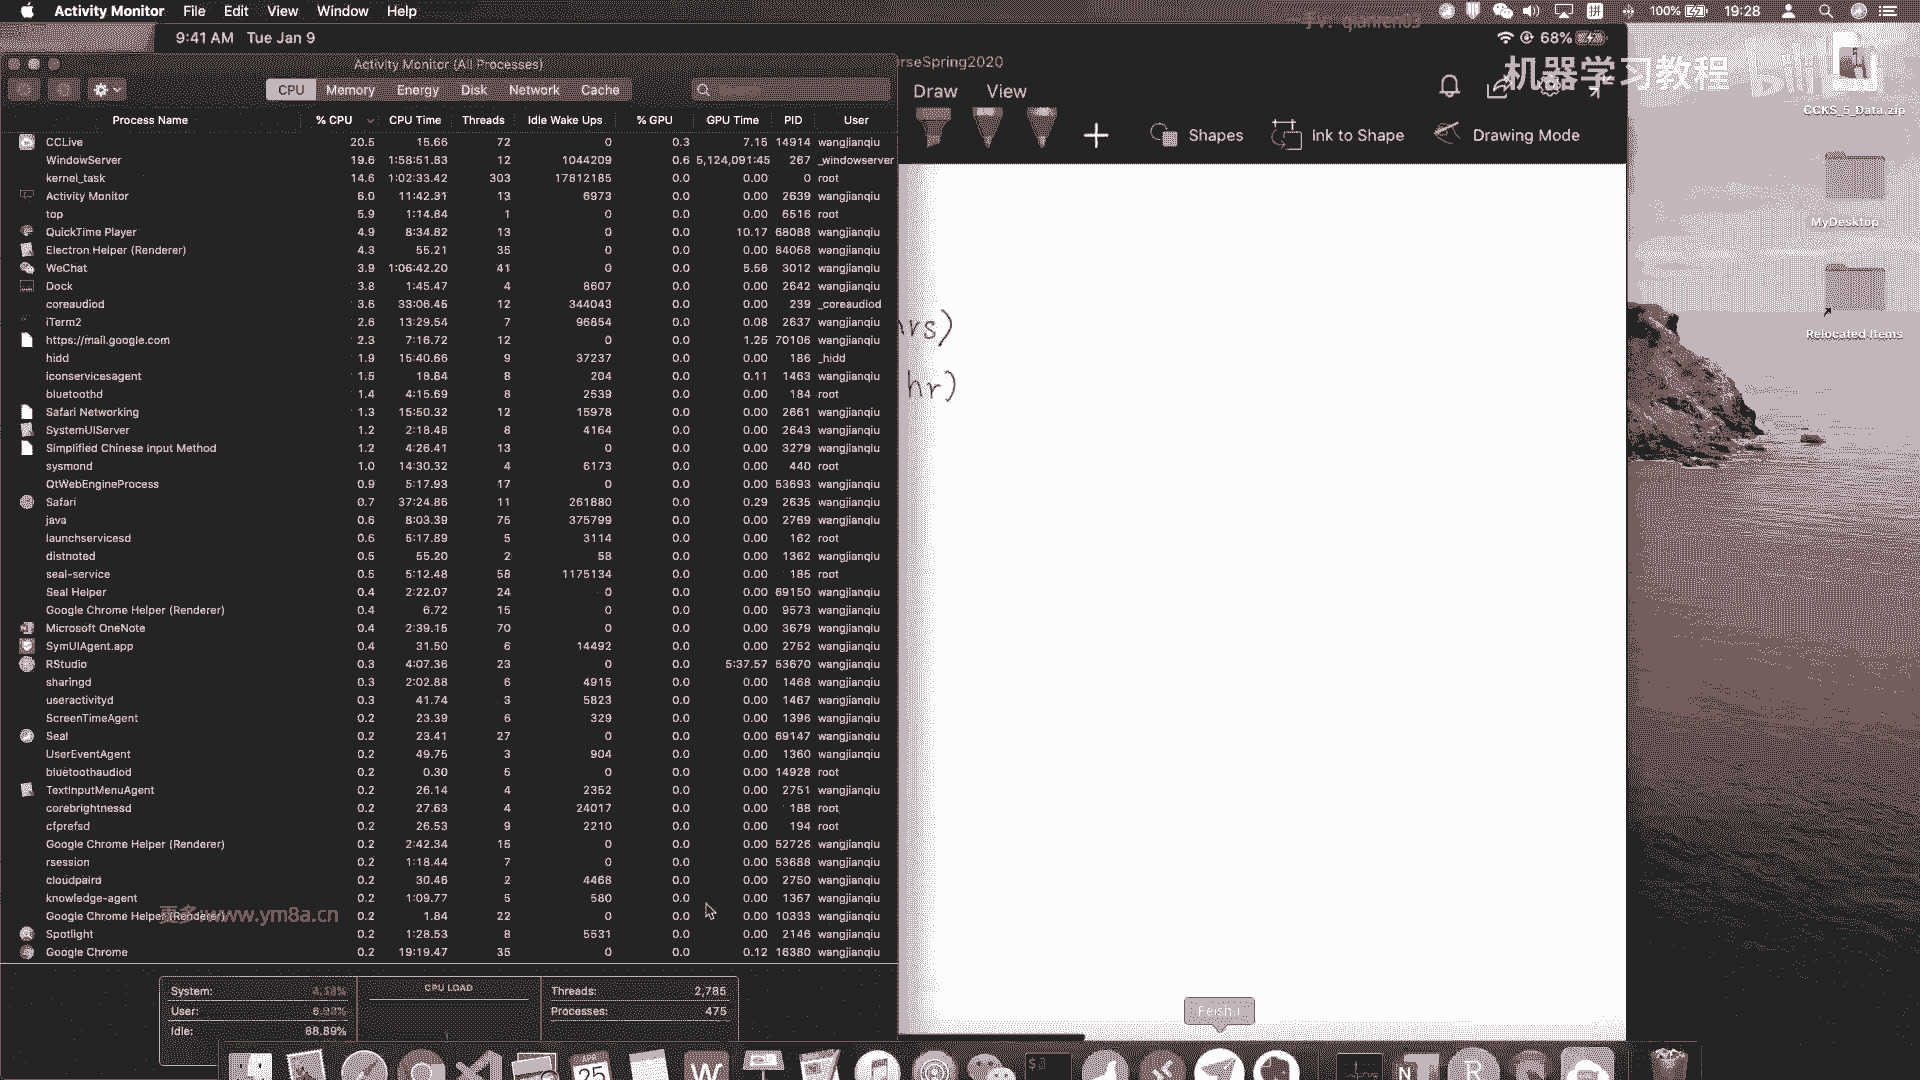 Activity Monitor File Edit View Window Help
100% 19:28
9:41 AM Tue Jan 9
68%
Activity Monitor (All Processes)
rseSpring2020
机器学习教程 bili
CPU Memory Energy Disk Network Cache
Draw View
CCKS_5_Data.zip
Process Name % CPU CPU Time Threads Idle Wake Ups % GPU GPU Time PID User
Shapes Ink to Shape Drawing Mode
CCLive 20.5 15.66 72 0 0.3 7.15 14914 wangjianqiu
WindowServer 19.6 1:58:51.83 12 1044209 0.6 5,124,091:45 267 _windowserver
kernel_task 14.6 1:02:33.42 303 17812185 0.0 0.00 0 root
Activity Monitor 6.0 11:42.31 13 6973 0.0 0.00 2639 wangjianqiu
top 5.9 1:14.84 1 0 0.0 0.00 6516 root
MyDesktop
QuickTime Player 4.9 8:34.82 13 0 0.0 10.17 68088 wangjianqiu
Electron Helper (Renderer) 4.3 55.21 35 0 0.0 0.00 84068 wangjianqiu
WeChat 3.9 1:06:42.20 41 0 0.0 5.56 3012 wangjianqiu
Dock 3.8 1:45.47 4 8607 0.0 0.00 2642 wangjianqiu
coreaudiod 3.6 33:06.45 12 344043 0.0 0.00 239 _coreaudiod
iTerm2 2.6 13:29.54 7 96854 0.0 0.08 2637 wangjianqiu
rs)
Relocated Items
https://mail.google.com 2.3 7:16.72 12 0 0.0 1.25 70106 wangjianqiu
hidd 1.9 15:40.66 9 37237 0.0 0.00 186 _hidd
iconservicesagent 1.5 18.64 8 204 0.0 0.11 1463 wangjianqiu
hr)
bluetoothd 1.4 4:15.69 8 2539 0.0 0.00 184 root
Safari Networking 1.3 15:50.32 12 15978 0.0 0.00 2661 wangjianqiu
SystemUIServer 1.2 2:18.48 8 4164 0.0 0.00 2643 wangjianqiu
Simplified Chinese Input Method 1.2 4:26.41 13 0 0.0 0.00 3279 wangjianqiu
sysmond 1.0 14:30.32 4 6173 0.0 0.00 440 root
QtWebEngineProcess 0.9 5:17.93 17 0 0.0 0.00 53693 wangjianqiu
Safari 0.7 37:24.86 11 261880 0.0 0.29 2635 wangjianqiu
java 0.6 8:03.39 75 375799 0.0 0.00 2769 wangjianqiu
launchservicesd 0.6 5:17.89 5 3114 0.0 0.00 162 root
distnoted 0.5 55.20 2 58 0.0 0.00 1362 wangjianqiu
seal-service 0.5 5:12.48 58 1175134 0.0 0.00 185 root
Seal Helper 0.4 2:22.07 24 0 0.0 0.00 69150 wangjianqiu
Google Chrome Helper (Renderer) 0.4 6.72 15 0 0.0 0.00 9573 wangjianqiu
Microsoft OneNote 0.4 2:39.15 70 0 0.0 0.00 3679 wangjianqiu
SymUIAgent.app 0.4 31.50 6 14492 0.0 0.00 2752 wangjianqiu
RStudio 0.3 4:07.36 23 0 0.0 5:37.57 53670 wangjianqiu
sharingd 0.3 2:02.88 6 4915 0.0 0.00 1468 wangjianqiu
useractivityd 0.3 41.74 3 5823 0.0 0.00 1467 wangjianqiu
ScreenTimeAgent 0.2 23.39 6 329 0.0 0.00 1396 wangjianqiu
Seal 0.2 23.41 27 0 0.0 0.00 69147 wangjianqiu
UserEventAgent 0.2 49.75 3 904 0.0 0.00 1360 wangjianqiu
bluetoothaudiod 0.2 0.30 5 0 0.0 0.00 14928 root
TextInputMenuAgent 0.2 26.14 4 2352 0.0 0.00 2751 wangjianqiu
corebrightnessd 0.2 27.63 4 24017 0.0 0.00 188 root
cfprefsd 0.2 26.53 9 2210 0.0 0.00 194 root
Google Chrome Helper (Renderer) 0.2 2:42.34 15 0 0.0 0.00 52726 wangjianqiu
rsession 0.2 1:18.44 7 0 0.0 0.00 53688 wangjianqiu
cloudpaird 0.2 30.46 2 4468 0.0 0.00 2750 wangjianqiu
knowledge-agent 0.2 1:09.77 5 580 0.0 0.00 1367 wangjianqiu
Google Chrome Helper (Renderer) 0.2 1.84 22 0 0.0 0.00 10333 wangjianqiu
更多:www.ym8a.cn
Spotlight 0.2 1:28.53 8 5531 0.0 0.00 2146 wangjianqiu
Google Chrome 0.2 19:19.47 35 0 0.0 0.12 16380 wangjianqiu
System: CPU LOAD Threads: 2,785
User: Processes: 475
Idle: 88.89%
Feishu
APR
25